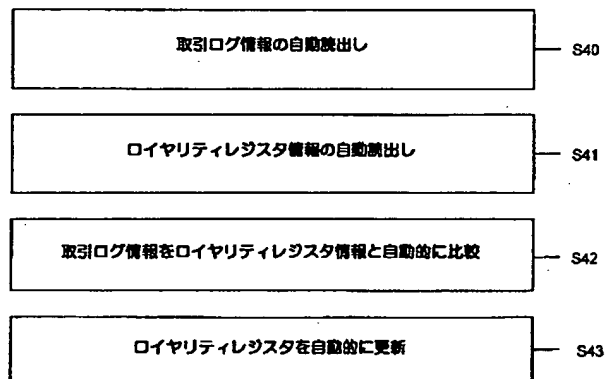 取引ログ情報の自動読出し
S40
ロイヤリティレジスタ情報の自動読出し
S41
取引ログ情報をロイヤリティレジスタ情報と自動的に比較
S42
ロイヤリティレジスタを自動的に更新
S43